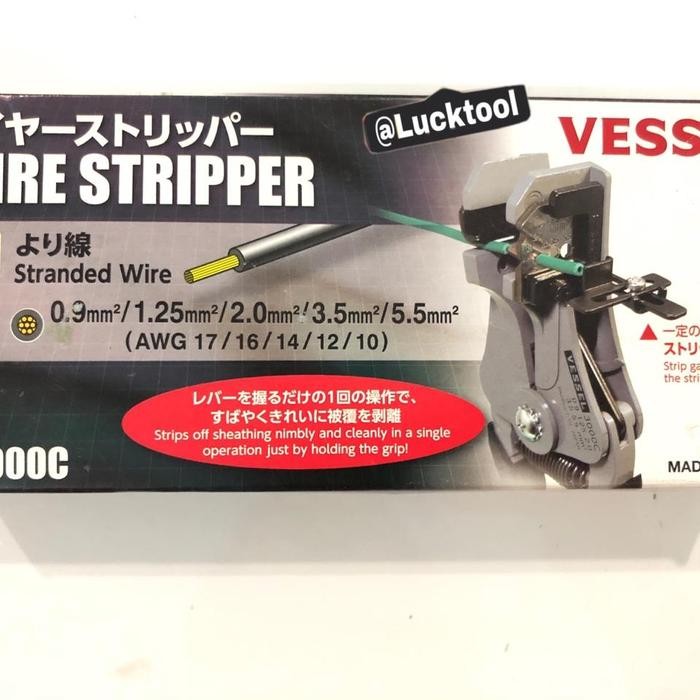 イヤーストリッパー
@Lucktool
VESS
IRE STRIPPER
より線
Stranded Wire
0.9mm²/1.25mm²/2.0mm²/3.5mm²/5.5mm²
(AWG 17/16/14/12/10)
▲ 一定の
ストリ
Strip ga
the stri
VESSEL
3000C
レバーを握るだけの1回の操作で、
すばやくきれいに被覆を剥離
Strips off sheathing nimbly and cleanly in a single
operation just by holding the grip!
000C
MAD